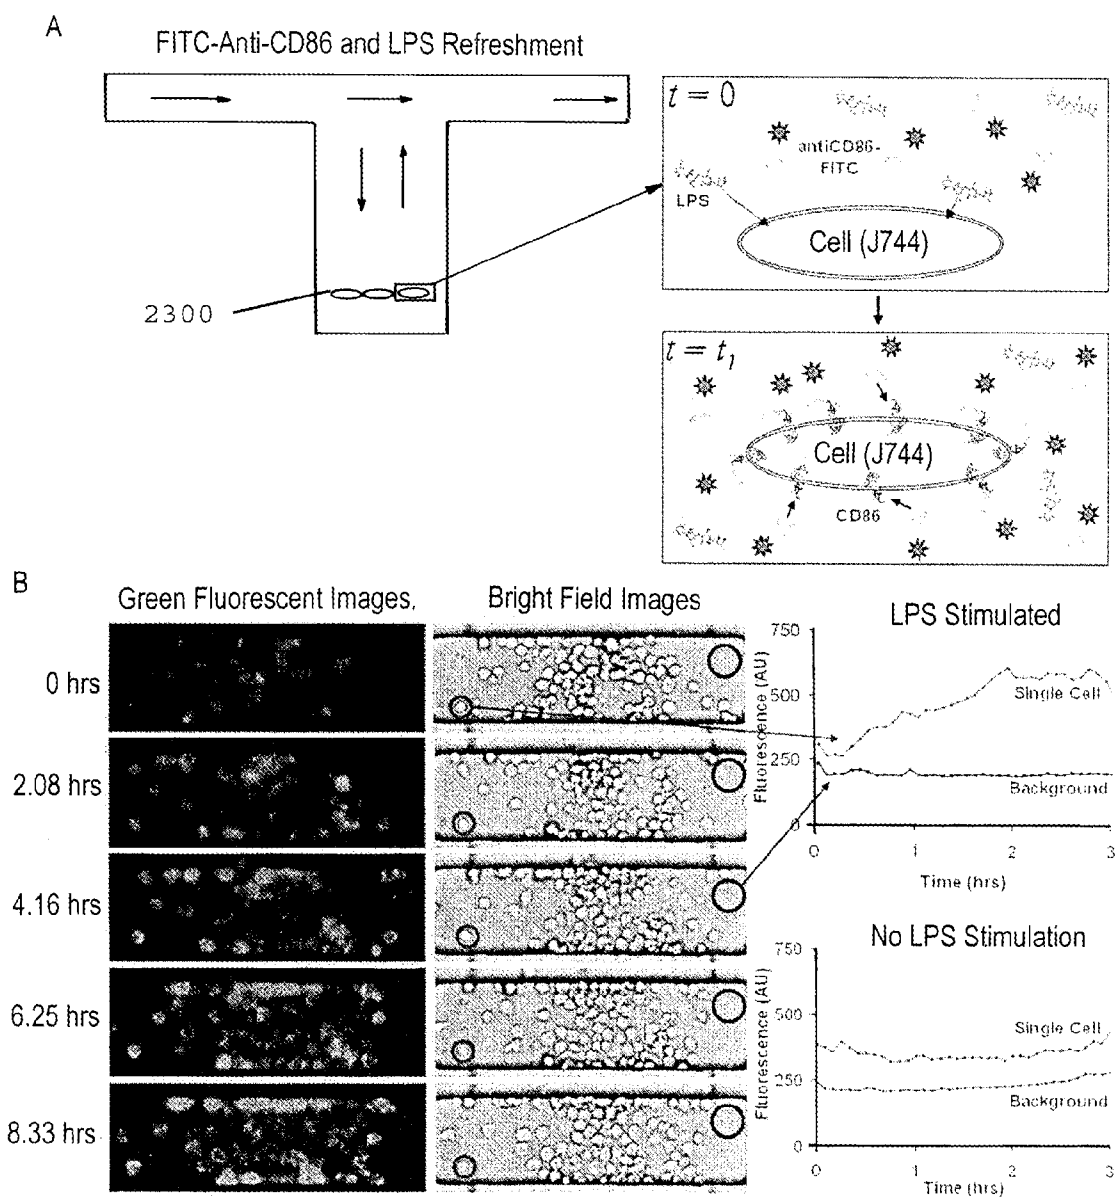 A
FITC-Anti-CD86 and LPS Refreshment
2300
t = 0
antiCD86-
FITC
LPS
Cell (J744)
t = t₁
Cell (J744)
CD86
B
Green Fluorescent Images,
Bright Field Images
0 hrs
2.08 hrs
4.16 hrs
6.25 hrs
8.33 hrs
LPS Stimulated
Fluorescence (AU)
750
500
250
0
Single Cell
Background
0 1 2 3
Time (hrs)
No LPS Stimulation
Fluorescence (AU)
750
500
250
0
Single Cell
Background
0 1 2 3
Time (hrs)